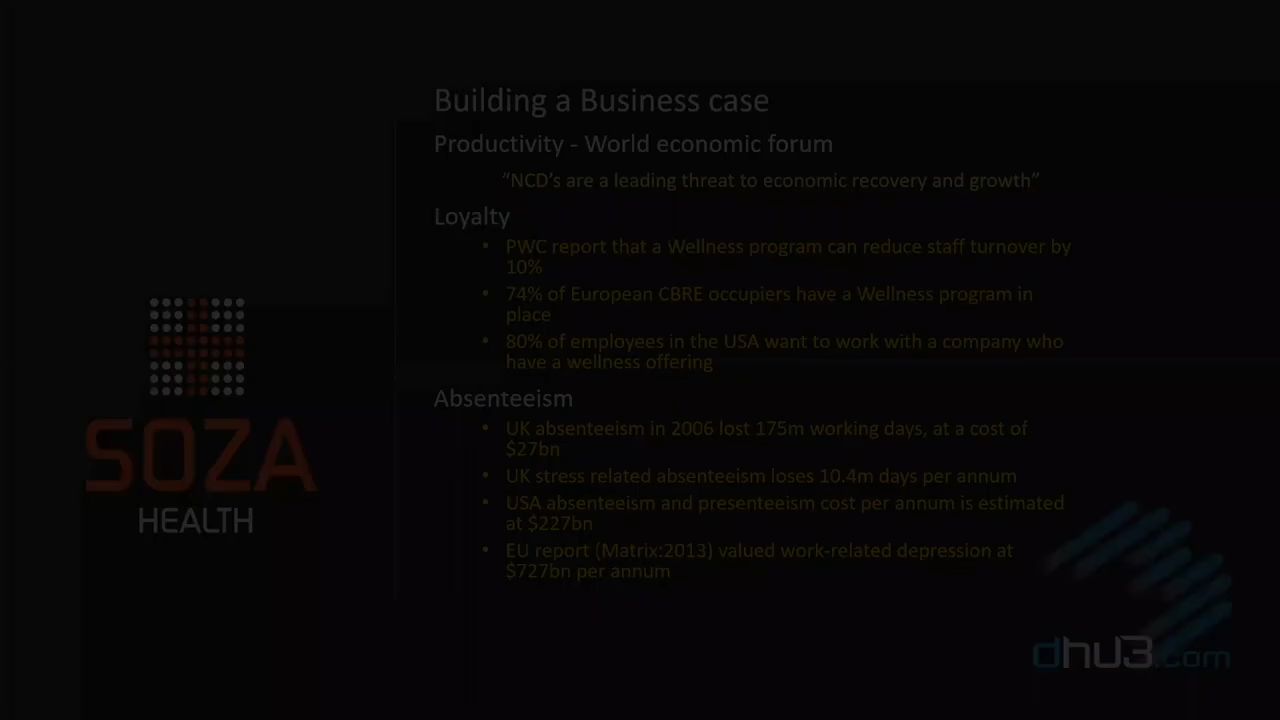 Building a Business case
Productivity - World economic forum
“NCD’s are a leading threat to economic recovery and growth”
Loyalty
• PWC report that a Wellness program can reduce staff turnover by
10%
• 74% of European CBRE occupiers have a Wellness program in
place
• 80% of employees in the USA want to work with a company who
have a wellness offering
Absenteeism
• UK absenteeism in 2006 lost 175m working days, at a cost of
$27bn
• UK stress related absenteeism loses 10.4m days per annum
• USA absenteeism and presenteeism cost per annum is estimated
at $227bn
• EU report (Matrix:2013) valued work-related depression at
$727bn per annum
SOZA
HEALTH
dhu3.com